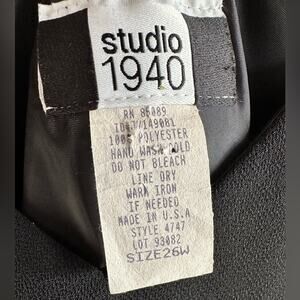 studio
1940
RN 85089
149081
100% POLYESTER
HAND WASH COLD
DO NOT BLEACH
LINE DRY
WARM IRON
IF NEEDED
MADE IN U.S.A
STYLE 4747
LOT 93082
SIZE26W